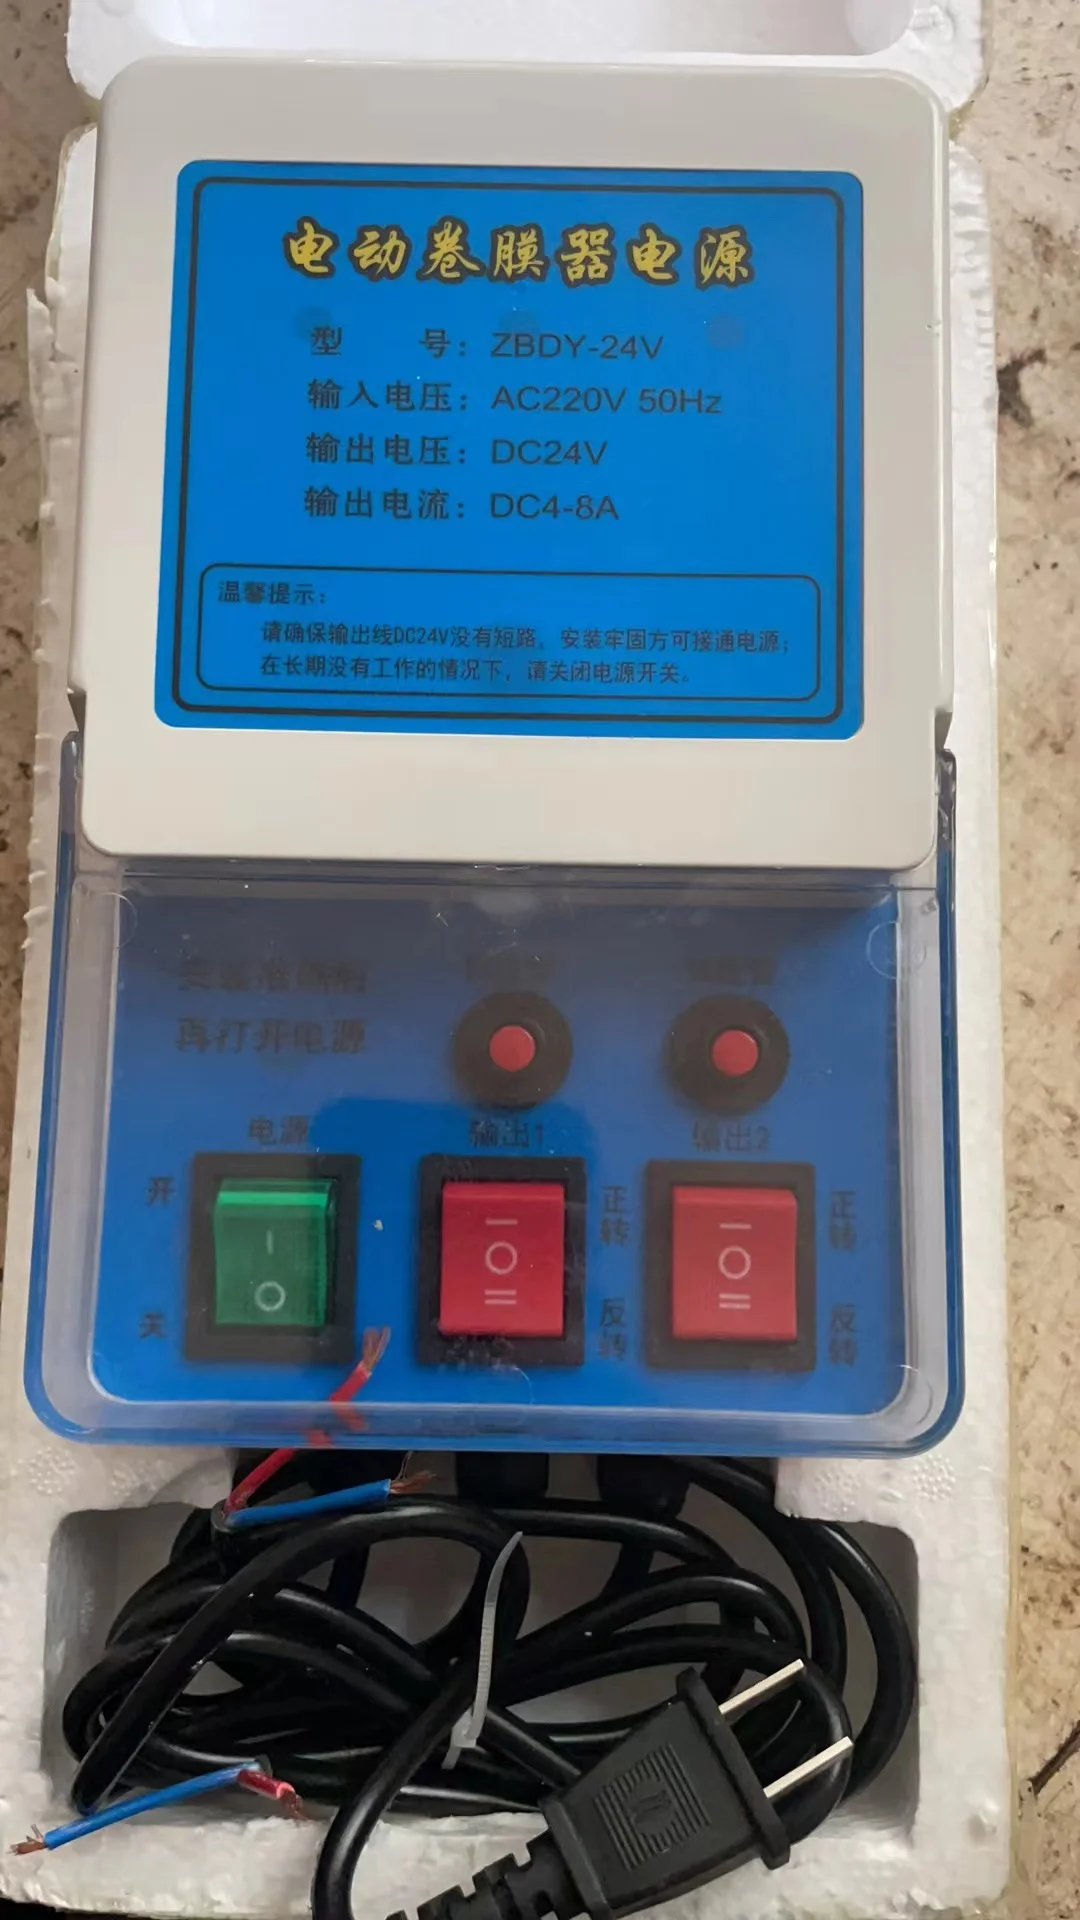 电动卷膜器电源
型 号：ZBDY-24V
输入电压：AC220V 50Hz
输出电压：DC24V
输出电流：DC4-8A
温馨提示：
请确保输出线DC24V没有短路，安装牢固方可接通电源；
在长期没有工作的情况下，请关闭电源开关。
再打开电源
电源
输出1
输出2
开
正转
正转
关
反转
反转